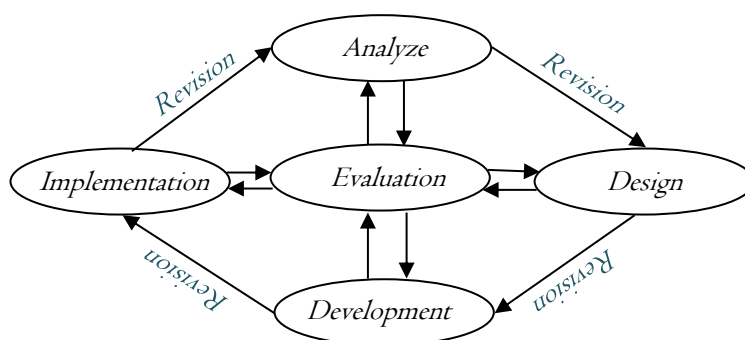 Analyze
Revision
Revision
Implementation
Evaluation
Design
Revision
Revision
Development